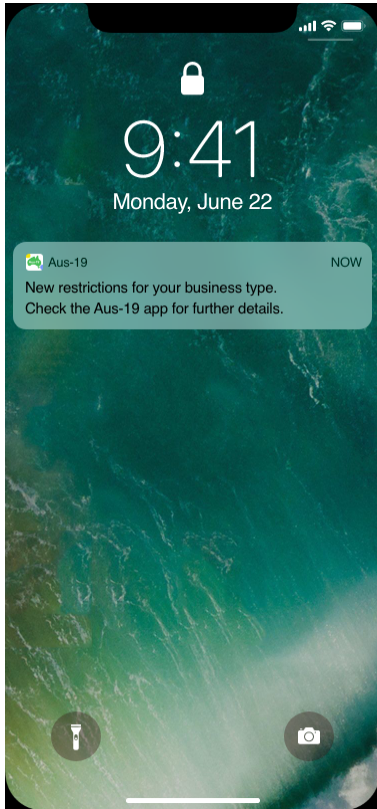 9:41
Monday, June 22
Aus-19 NOW
New restrictions for your business type.
Check the Aus-19 app for further details.